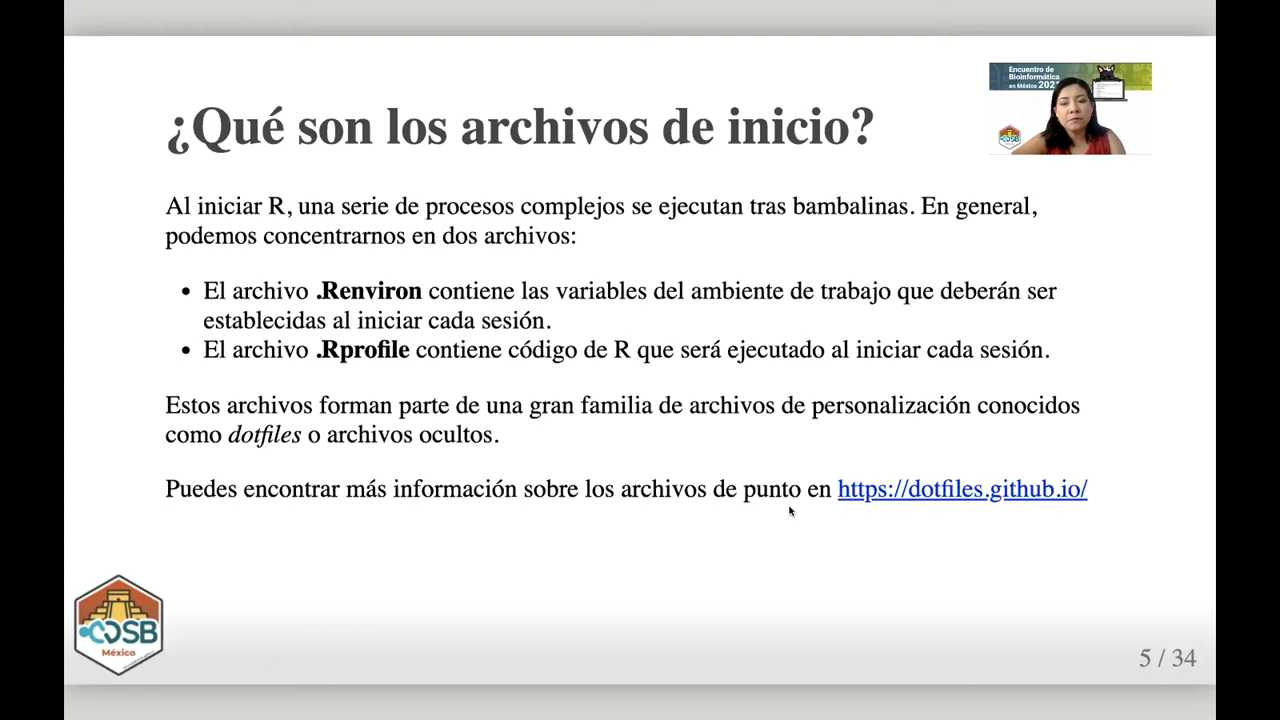 ¿Qué son los archivos de inicio?
Encuentro de
Bioinformática
en México 202
CDSB
Al iniciar R, una serie de procesos complejos se ejecutan tras bambalinas. En general,
podemos concentrarnos en dos archivos:
• El archivo .Renviron contiene las variables del ambiente de trabajo que deberán ser
establecidas al iniciar cada sesión.
• El archivo .Rprofile contiene código de R que será ejecutado al iniciar cada sesión.
Estos archivos forman parte de una gran familia de archivos de personalización conocidos
como dotfiles o archivos ocultos.
Puedes encontrar más información sobre los archivos de punto en https://dotfiles.github.io/
CDSB
México
5 / 34